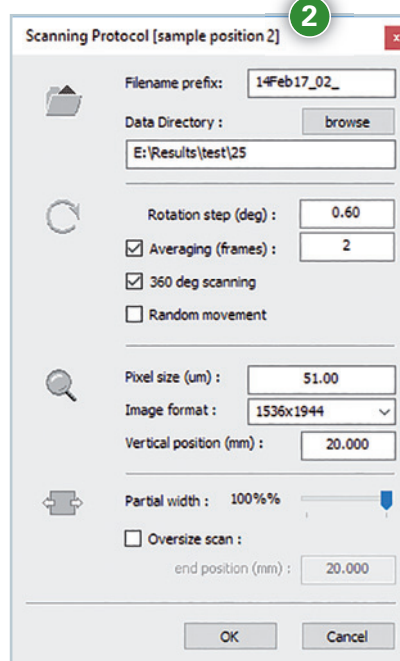 2
Scanning Protocol [sample position 2] x
Filename prefix: 14Feb17_02_
Data Directory : browse
E:\Results\test\25
Rotation step (deg) : 0.60
Averaging (frames) : 2
360 deg scanning
Random movement
Pixel size (um) : 51.00
Image format : 1536x1944
Vertical position (mm) : 20.000
Partial width : 100%%
Oversize scan :
end position (mm) : 20.000
OK Cancel